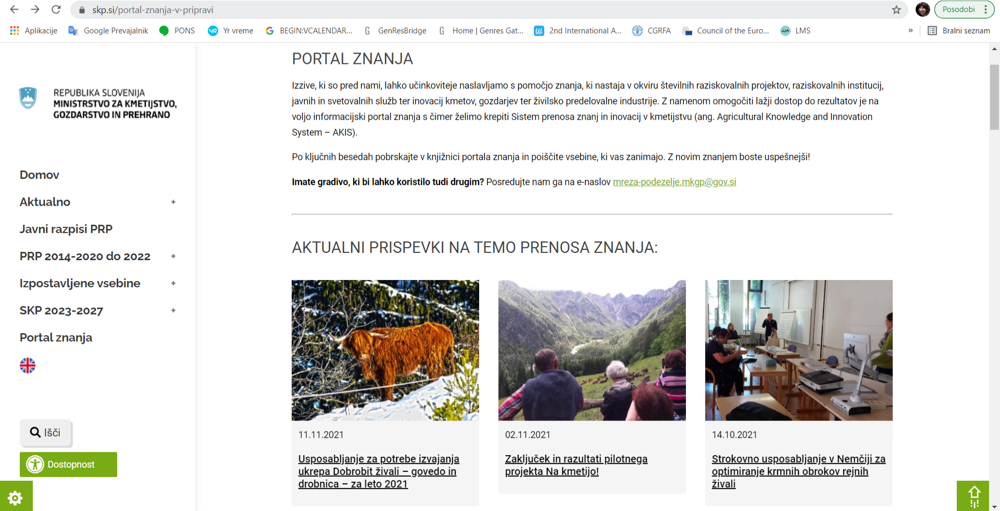 skp.si/portal-znanja-v-pripravi
Posodobi
Aplikacije
Google Prevajalnik
PONS
Yr vreme
BEGIN:VCALENDAR...
GenResBridge
Home | Genres Gat...
2nd International A...
CGRFA
Council of the Euro...
LMS
»
Bralni seznam
REPUBLIKA SLOVENIJA
MINISTRSTVO ZA KMETIJSTVO,
GOZDARSTVO IN PREHRANO
Domov
Aktualno +
Javni razpisi PRP
PRP 2014-2020 do 2022 +
Izpostavljene vsebine +
SKP 2023-2027 +
Portal znanja
Išči
Dostopnost
PORTAL ZNANJA
Izzive, ki so pred nami, lahko učinkoviteje naslavljamo s pomočjo znanja, ki nastaja v okviru številnih raziskovalnih projektov, raziskovalnih institucij,
javnih in svetovalnih služb ter inovacij kmetov, gozdarjev ter živilsko predelovalne industrije. Z namenom omogočiti lažji dostop do rezultatov je na
voljo informacijski portal znanja s čimer želimo krepiti Sistem prenosa znanj in inovacij v kmetijstvu (ang. Agricultural Knowledge and Innovation
System – AKIS).
Po ključnih besedah pobrskajte v knjižnici portala znanja in poiščite vsebine, ki vas zanimajo. Z novim znanjem boste uspešnejši!
Imate gradivo, ki bi lahko koristilo tudi drugim? Posredujte nam ga na e-naslov mreza-podezelje.mkgp@gov.si
AKTUALNI PRISPEVKI NA TEMO PRENOSA ZNANJA:
11.11.2021
Usposabljanje za potrebe izvajanja
ukrepa Dobrobit živali – govedo in
drobnica – za leto 2021
02.11.2021
Zaključek in razultati pilotnega
projekta Na kmetijo!
14.10.2021
Strokovno usposabljanje v Nemčiji za
optimiranje krmnih obrokov rejnih
živali